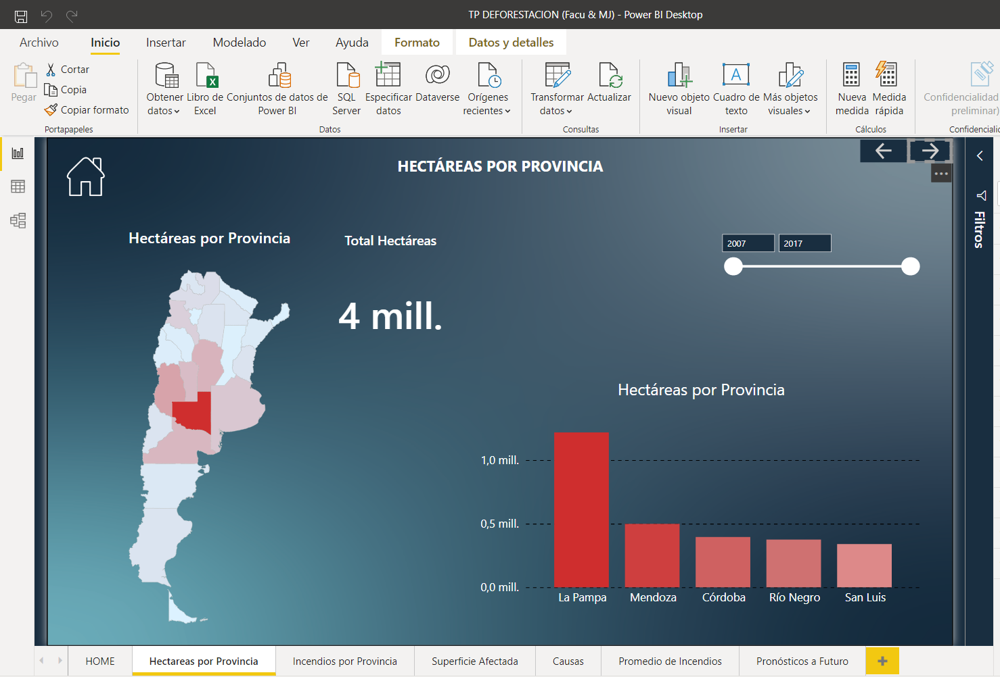 TP DEFORESTACION (Facu & MJ) - Power BI Desktop
Archivo Inicio Insertar Modelado Ver Ayuda Formato Datos y detalles
Pegar
Cortar
Copia
Copiar formato
Portapapeles
Obtener datos
Libro de Excel
Conjuntos de datos de Power BI
SQL Server
Especificar datos
Dataverse
Orígenes recientes
Datos
Transformar datos
Actualizar
Consultas
Nuevo objeto visual
Cuadro de texto
Más objetos visuales
Insertar
Nueva medida
Medida rápida
Cálculos
Confidencialidad
preliminar)
Confidencialid
HECTÁREAS POR PROVINCIA
Filtros
Hectáreas por Provincia
Total Hectáreas
4 mill.
2007 2017
Hectáreas por Provincia
1,0 mill.
0,5 mill.
0,0 mill.
La Pampa Mendoza Córdoba Río Negro San Luis
HOME Hectareas por Provincia Incendios por Provincia Superficie Afectada Causas Promedio de Incendios Pronósticos a Futuro